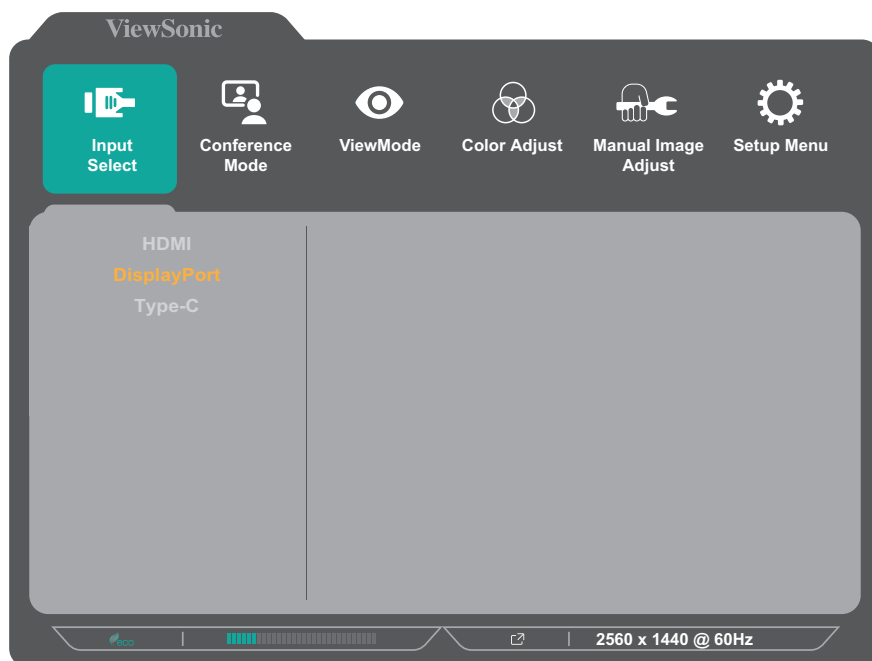 ViewSonic
Input Select
Conference Mode
ViewMode
Color Adjust
Manual Image Adjust
Setup Menu
HDMI
DisplayPort
Type-C
eco
2560 x 1440 @ 60Hz